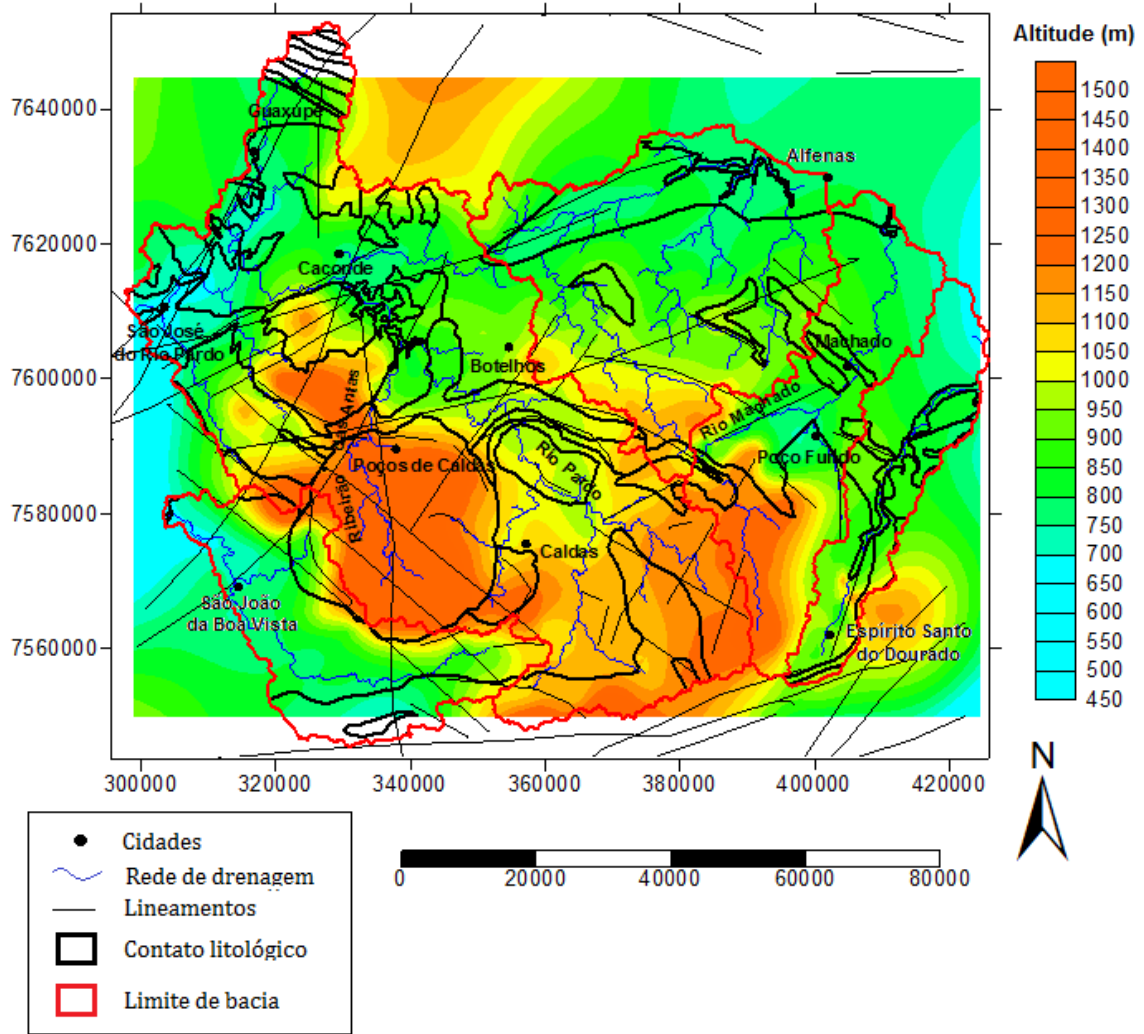 Altitude (m)
1500
1450
1400
1350
1300
1250
1200
1150
1100
1050
1000
950
900
850
800
750
700
650
600
550
500
450
7640000
7620000
7600000
7580000
7560000
Guaxupé
Alfenas
Caconde
São José
do Rio Pardo
Machado
Botelhos
Rio Machado
Ribeirão das Antas
Poços de Caldas
Rio Pardo
Poço Fundo
Caldas
São João
da Boa Vista
Espírito Santo
do Dourado
300000 320000 340000 360000 380000 400000 420000
N
Cidades
Rede de drenagem
Lineamentos
Contato litológico
Limite de bacia
0 20000 40000 60000 80000